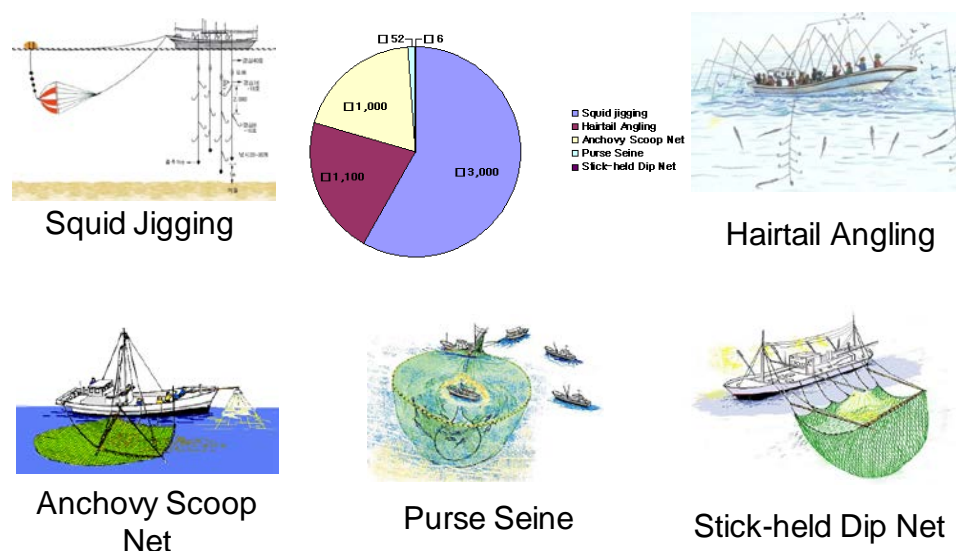 □ 52
□ 6
□ 1,000
□ 1,100
□ 3,000
Squid jigging
Hairtail Angling
Anchovy Scoop Net
Purse Seine
Stick-held Dip Net
Squid Jigging
Hairtail Angling
Anchovy Scoop
Net
Purse Seine
Stick-held Dip Net